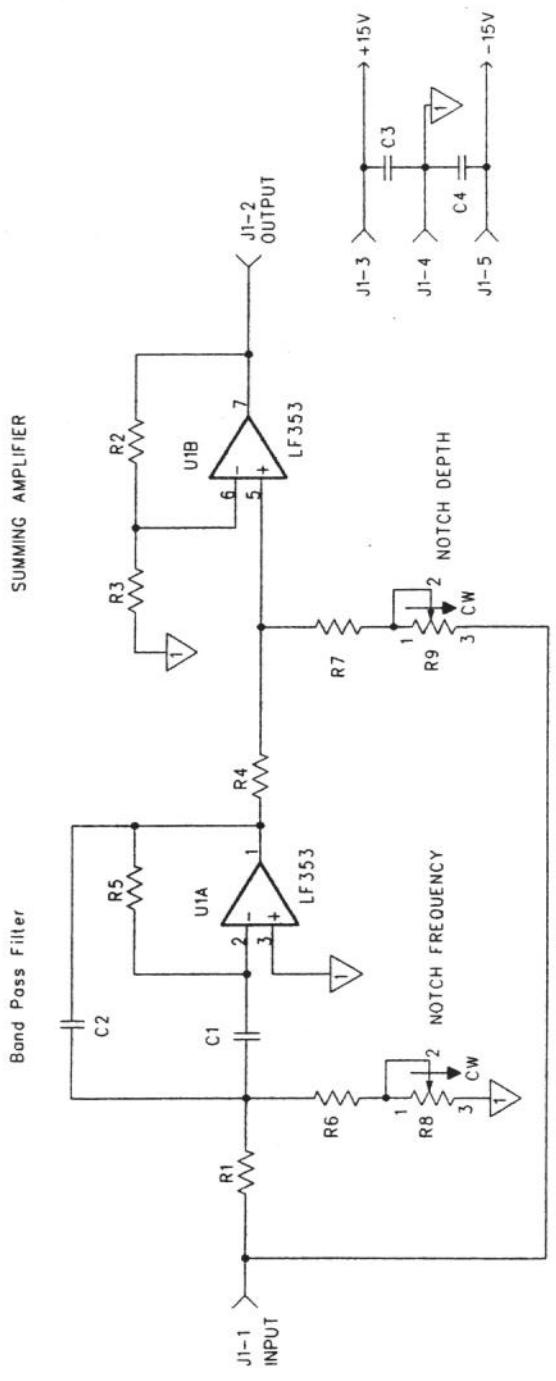 Band Pass Filter
SUMMING AMPLIFIER
C2
R5
R3
R2
U1A
U1B
C1
2
3
1
LF353
6
5
7
LF353
J1-1
INPUT
R1
R4
J1-2
OUTPUT
1
1
R6
1
2
CW
R8
3
1
NOTCH FREQUENCY
R7
1
2
CW
R9
3
NOTCH DEPTH
J1-3
+15V
C3
J1-4
1
C4
J1-5
-15V